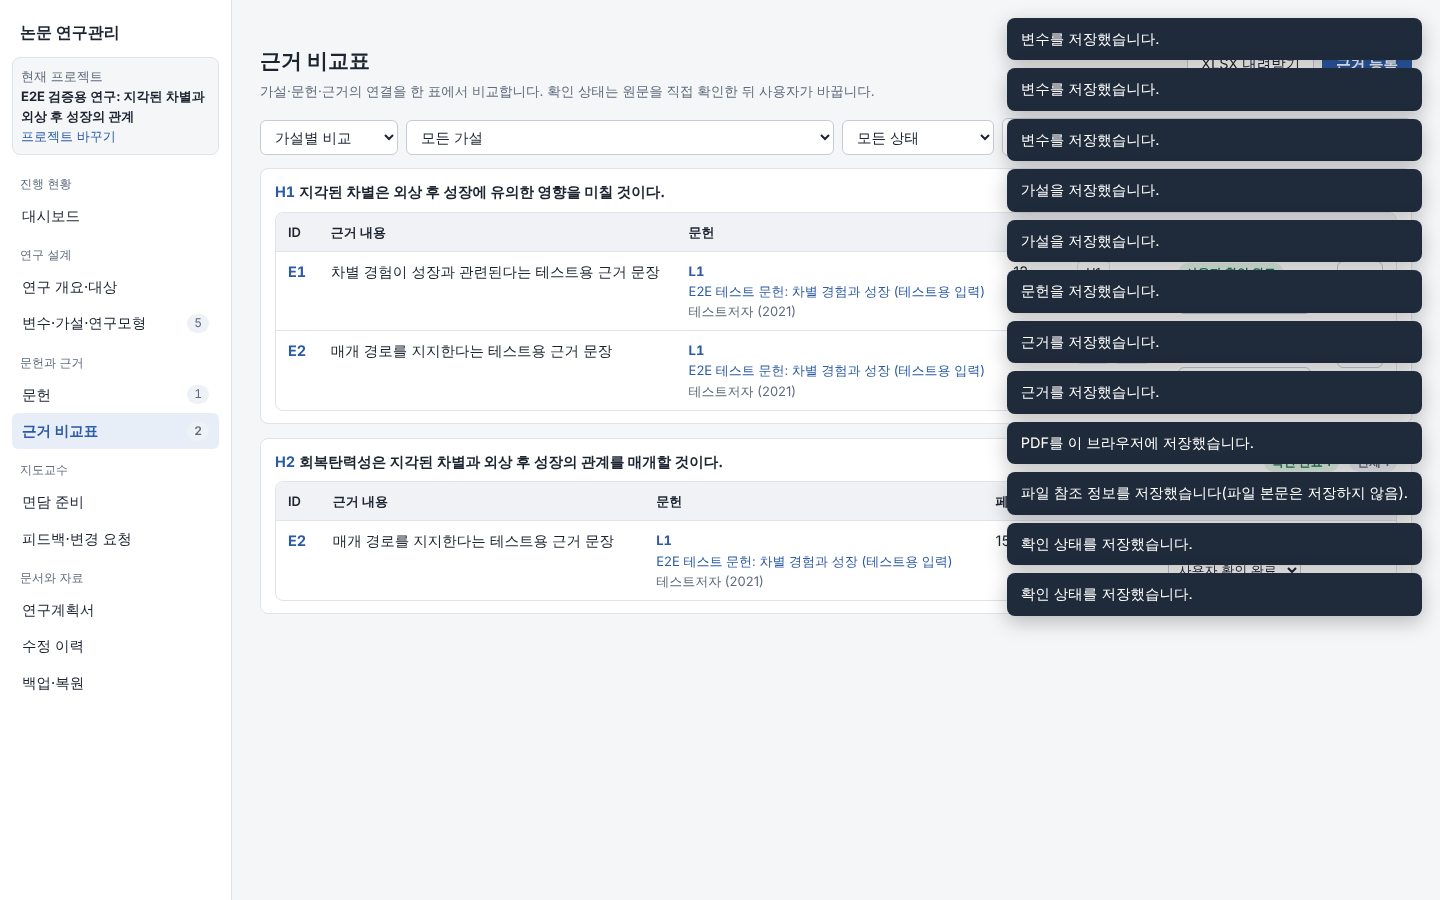 논문 연구관리
현재 프로젝트
E2E 검증용 연구: 지각된 차별과
외상 후 성장의 관계
프로젝트 바꾸기
진행 현황
대시보드
연구 설계
연구 개요·대상
변수·가설·연구모형 5
문헌과 근거
문헌 1
근거 비교표 2
지도교수
면담 준비
피드백·변경 요청
문서와 자료
연구계획서
수정 이력
백업·복원
근거 비교표
가설·문헌·근거의 연결을 한 표에서 비교합니다. 확인 상태는 원문을 직접 확인한 뒤 사용자가 바꿉니다.
가설별 비교 모든 가설 모든 상태
H1 지각된 차별은 외상 후 성장에 유의한 영향을 미칠 것이다.
ID 근거 내용 문헌
E1 차별 경험이 성장과 관련된다는 테스트용 근거 문장 L1
E2E 테스트 문헌: 차별 경험과 성장 (테스트용 입력)
테스트저자 (2021)
E2 매개 경로를 지지한다는 테스트용 근거 문장 L1
E2E 테스트 문헌: 차별 경험과 성장 (테스트용 입력)
테스트저자 (2021)
H2 회복탄력성은 지각된 차별과 외상 후 성장의 관계를 매개할 것이다.
ID 근거 내용 문헌
E2 매개 경로를 지지한다는 테스트용 근거 문장 L1
E2E 테스트 문헌: 차별 경험과 성장 (테스트용 입력)
테스트저자 (2021)
변수를 저장했습니다.
변수를 저장했습니다.
변수를 저장했습니다.
가설을 저장했습니다.
가설을 저장했습니다.
문헌을 저장했습니다.
근거를 저장했습니다.
근거를 저장했습니다.
PDF를 이 브라우저에 저장했습니다.
파일 참조 정보를 저장했습니다(파일 본문은 저장하지 않음).
확인 상태를 저장했습니다.
사용자 확인 완료
확인 상태를 저장했습니다.